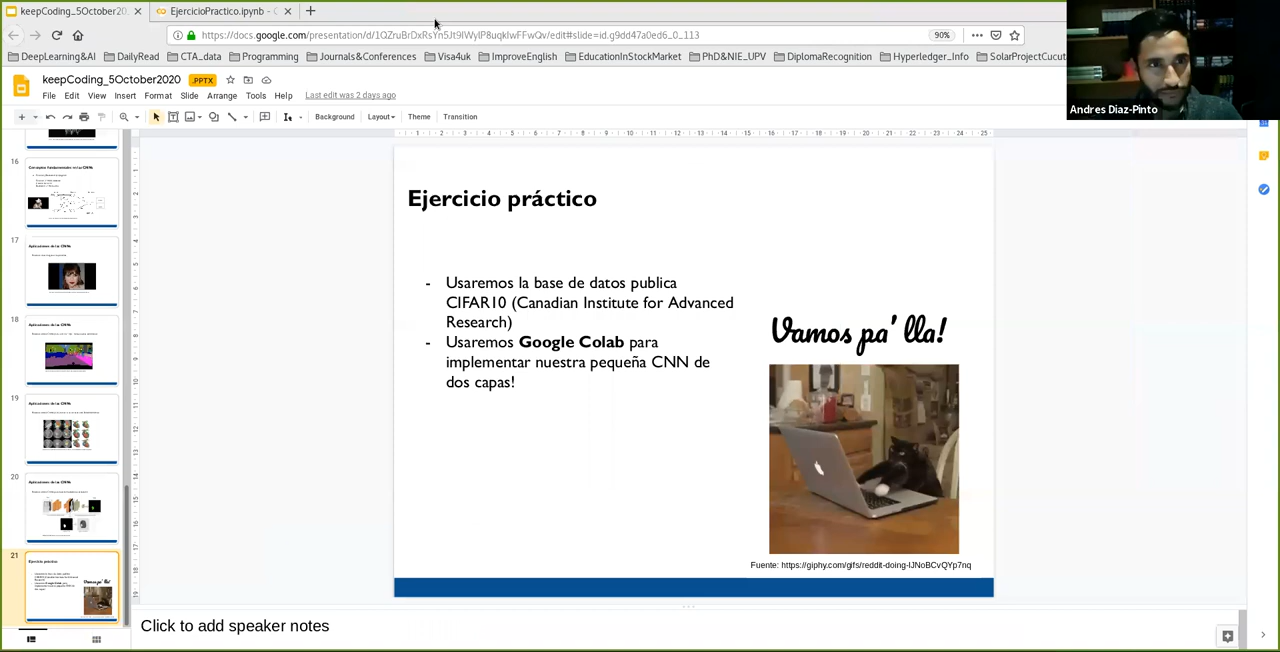 keepCoding_5October202
EjercicioPractico.ipynb - C
https://docs.google.com/presentation/d/1QZruBrDxRsYn5Jt9IWyIP8uqkIwFFwQv/edit#slide=id.g9dd47a0ed6_0_113
90%
DeepLearning&AI
DailyRead
CTA_data
Programming
Journals&Conferences
Visa4uk
ImproveEnglish
EducationInStockMarket
PhD&NIE_UPV
DiplomaRecognition
Hyperledger_Info
SolarProjectCucut
Andres Diaz-Pinto
keepCoding_5October2020 .PPTX
File Edit View Insert Format Slide Arrange Tools Help Last edit was 2 days ago
Background Layout Theme Transition
16
17
18
19
20
21
Ejercicio práctico
- Usaremos la base de datos publica
CIFAR10 (Canadian Institute for Advanced
Research)
- Usaremos Google Colab para
implementar nuestra pequeña CNN de
dos capas!
Vamos pa' lla!
Fuente: https://giphy.com/gifs/reddit-doing-IJNoBCvQYp7nq
Click to add speaker notes